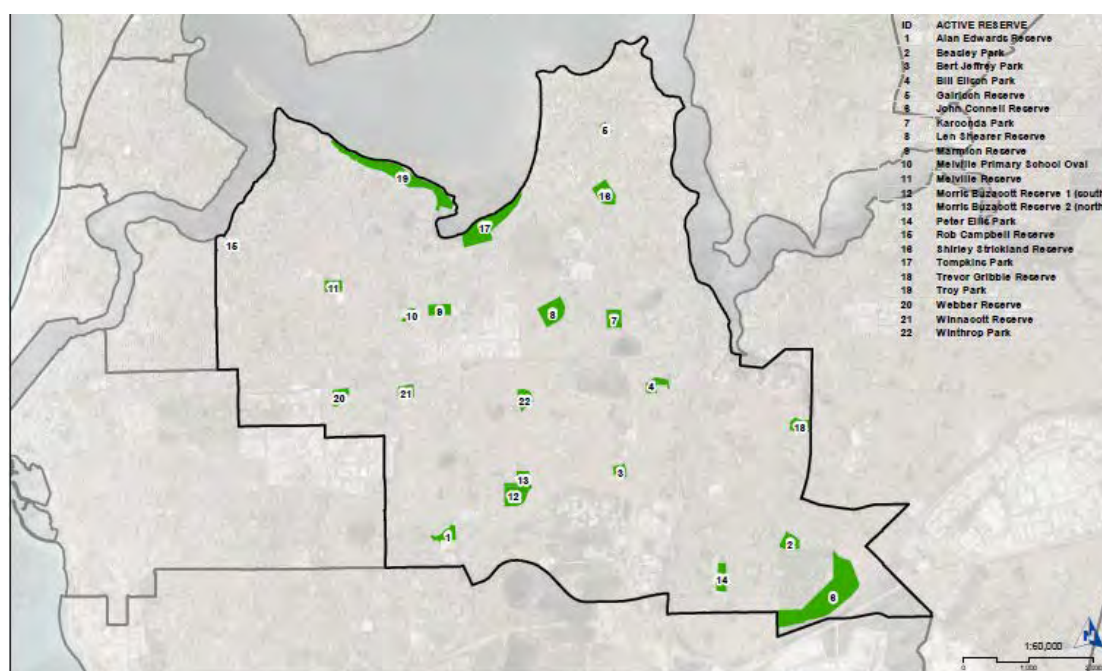 ID ACTIVE RESERVE
1 Alan Edwards Reserve
2 Beasley Park
3 Bert Jeffrey Park
4 Bill Ellson Park
5 Gairloch Reserve
6 John Connell Reserve
7 Karoonda Park
8 Len Shearer Reserve
9 Marmion Reserve
10 Melville Primary School Oval
11 Melville Reserve
12 Morris Buzacott Reserve 1 (south
13 Morris Buzacott Reserve 2 (north
14 Peter Ellis Park
15 Rob Campbell Reserve
16 Shirley Strickland Reserve
17 Tompkins Park
18 Trevor Gribble Reserve
19 Troy Park
20 Webber Reserve
21 Winnacott Reserve
22 Winthrop Park
5
19
16
17
15
11
10
9
8
7
4
21
20
22
18
3
13
12
1
2
14
6
1:60,000
0
1,000